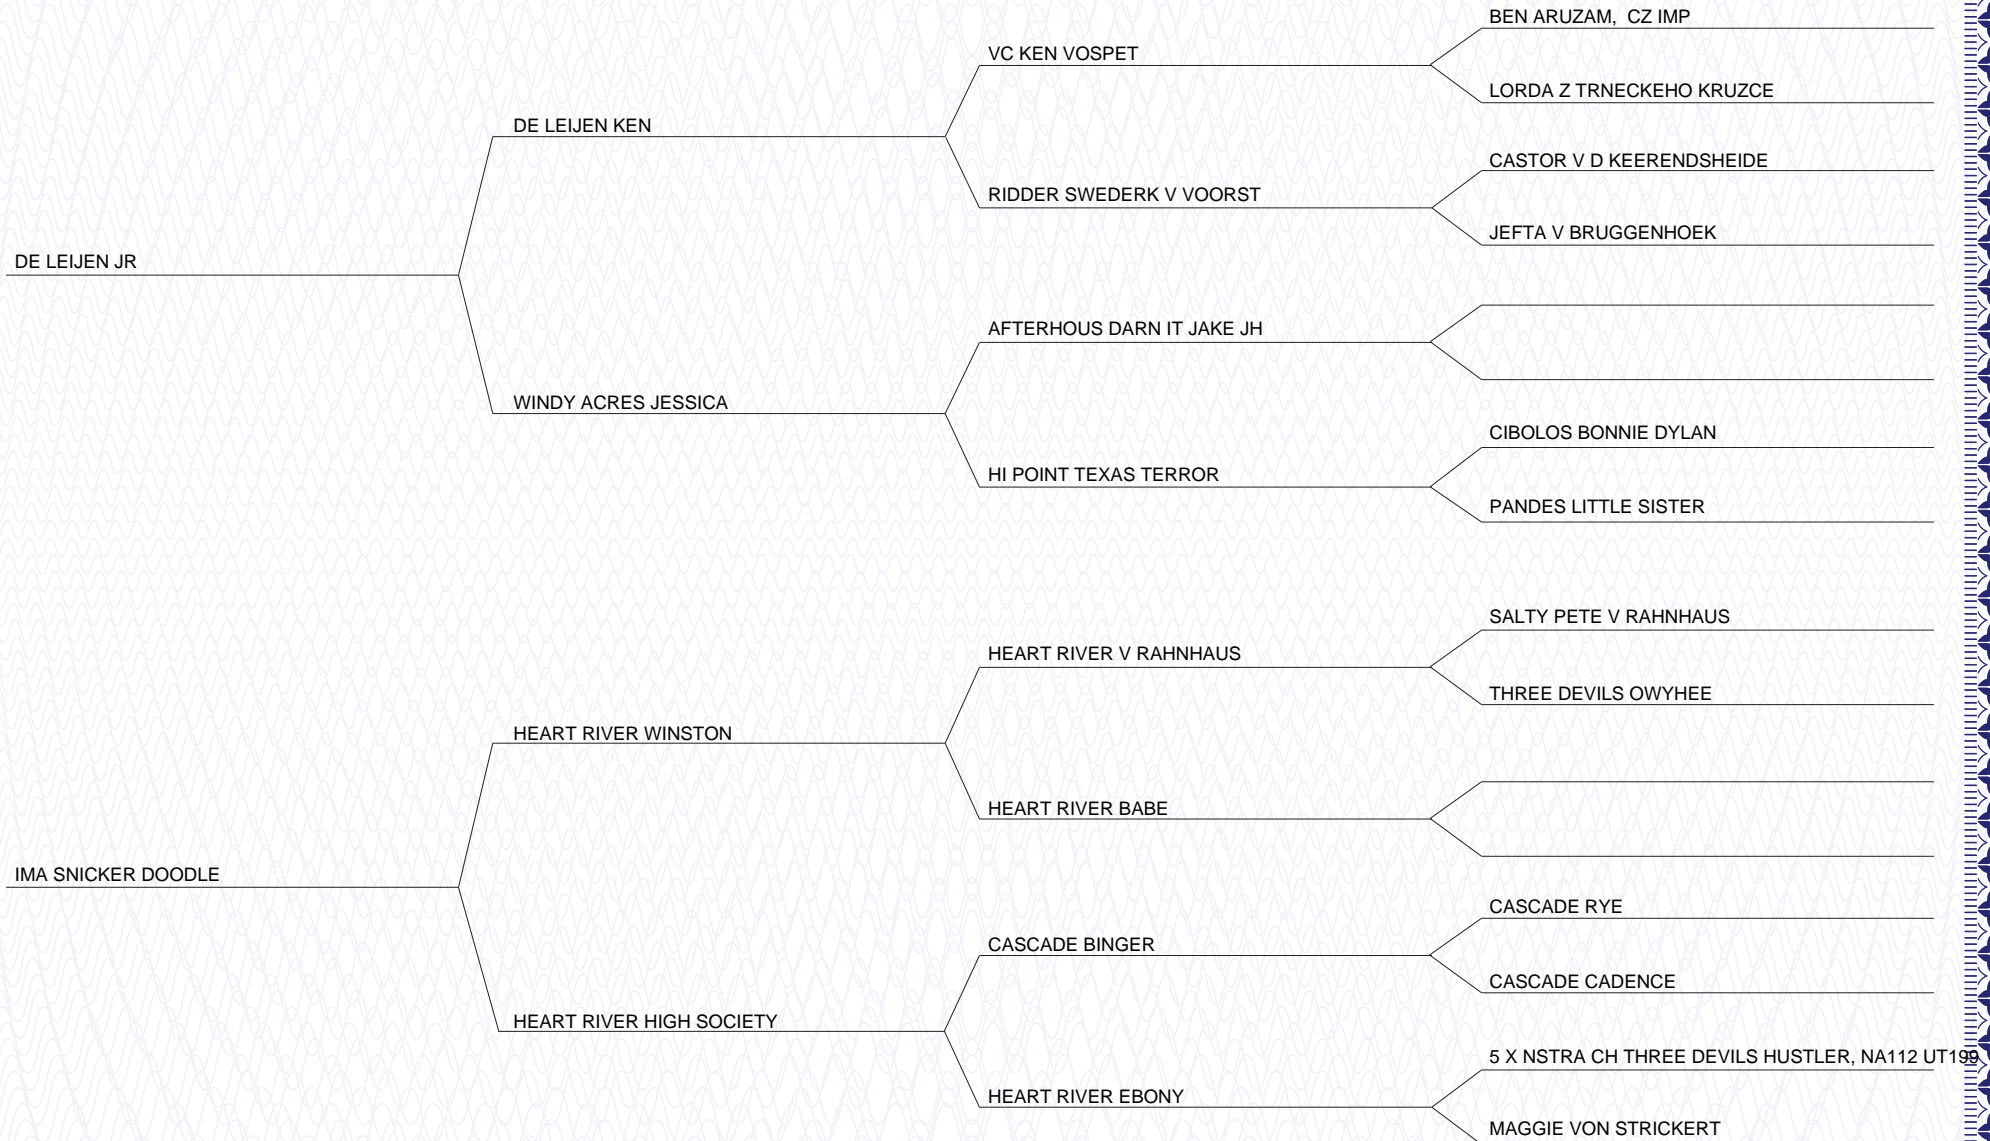 BEN ARUZAM, CZ IMP
VC KEN VOSPET
LORDA Z TRNECKEHO KRUZCE
DE LEIJEN KEN
CASTOR V D KEERENDSHEIDE
RIDDER SWEDERK V VOORST
JEFTA V BRUGGENHOEK
DE LEIJEN JR
AFTERHOUS DARN IT JAKE JH
WINDY ACRES JESSICA
CIBOLOS BONNIE DYLAN
HI POINT TEXAS TERROR
PANDES LITTLE SISTER
SALTY PETE V RAHNHAUS
HEART RIVER V RAHNHAUS
THREE DEVILS OWYHEE
HEART RIVER WINSTON
HEART RIVER BABE
IMA SNICKER DOODLE
CASCADE RYE
CASCADE BINGER
CASCADE CADENCE
HEART RIVER HIGH SOCIETY
5 X NSTRA CH THREE DEVILS HUSTLER, NA112 UT199
HEART RIVER EBONY
MAGGIE VON STRICKERT